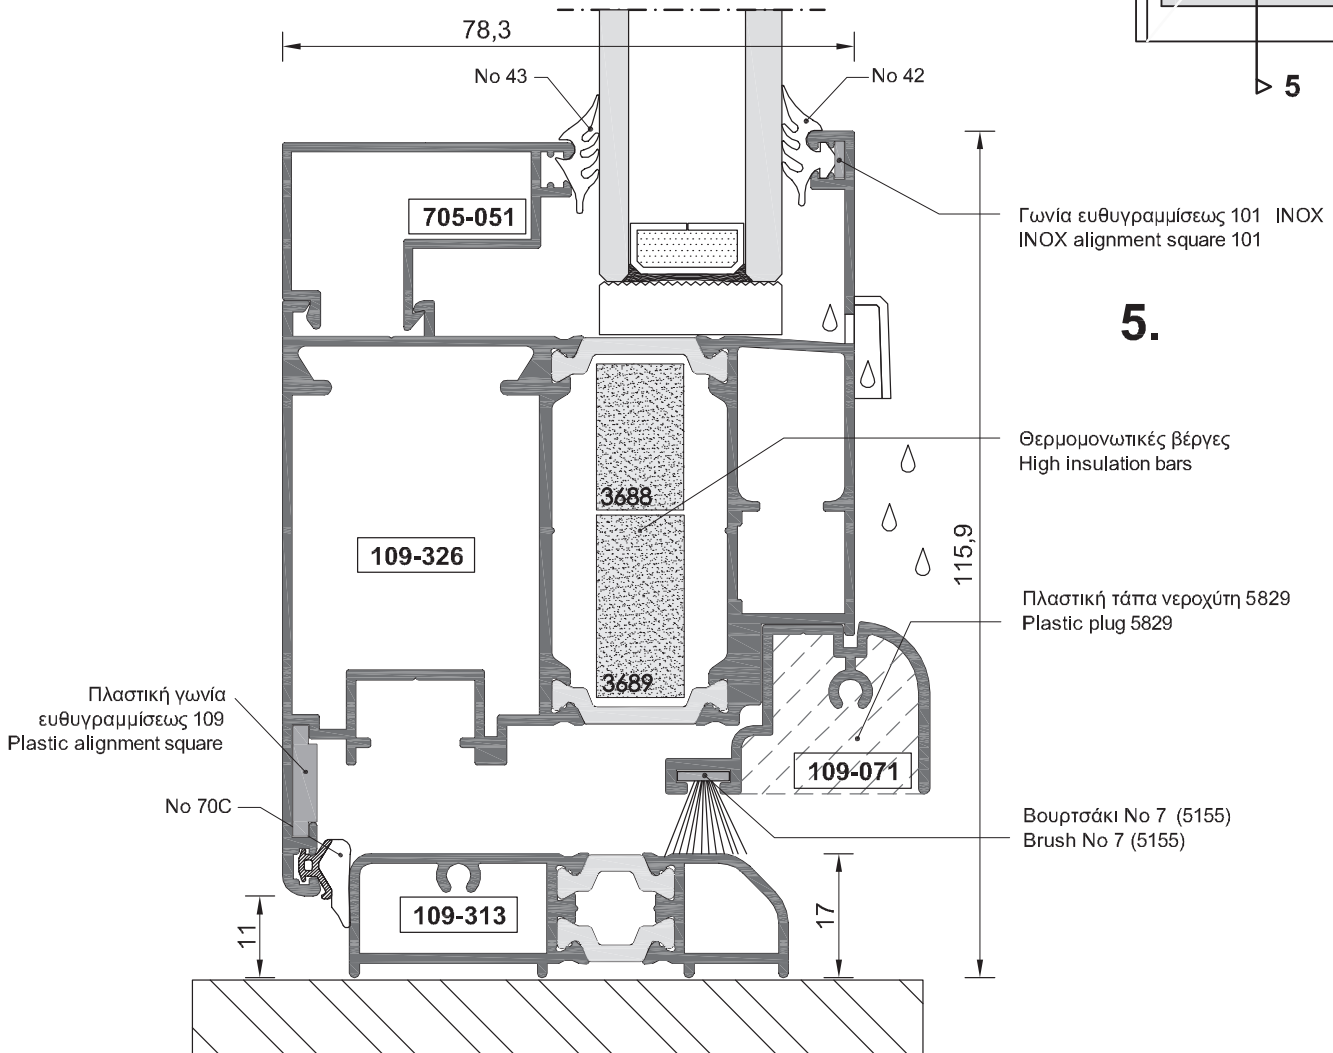 78,3
No 43
No 42
5
705-051
Γωνία ευθυγραμμίσεως 101 INOX
INOX alignment square 101
5.
Θερμομονωτικές βέργες
High insulation bars
3688
109-326
115,9
Πλαστική τάπα νεροχύτη 5829
Plastic plug 5829
3689
Πλαστική γωνία
ευθυγραμμίσεως 109
Plastic alignment square
109-071
No 70C
Βουρτσάκι No 7 (5155)
Brush No 7 (5155)
109-313
11
17